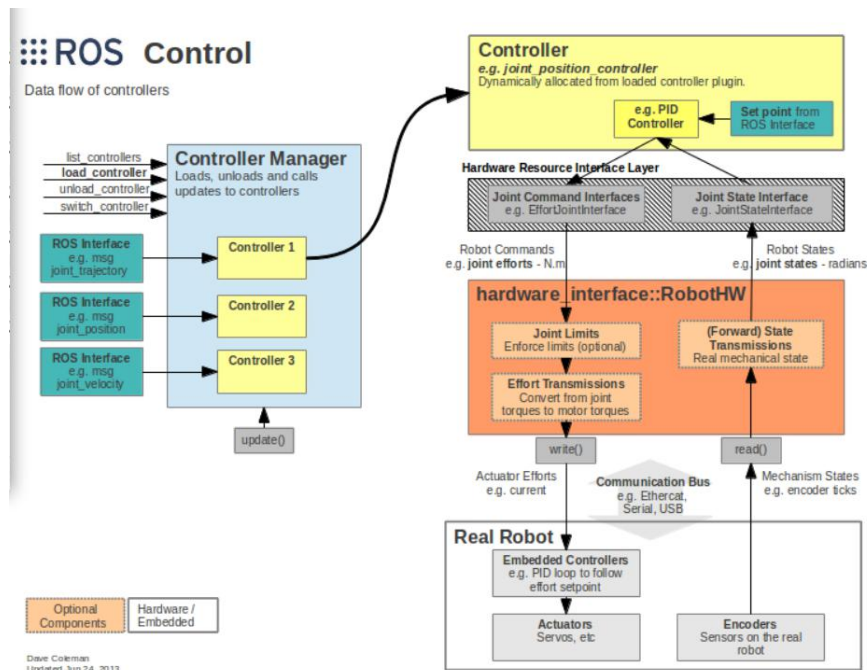 ROS Control
Data flow of controllers
list_controllers
load_controller
unload_controller
switch_controller
Controller Manager
Loads, unloads and calls
updates to controllers
ROS Interface
e.g. msg
joint_trajectory
Controller 1
ROS Interface
e.g. msg
joint_position
Controller 2
ROS Interface
e.g. msg
joint_velocity
Controller 3
update()
Optional
Components
Hardware /
Embedded
Dave Coleman
Updated Jun 24, 2013
Controller
e.g. joint_position_controller
Dynamically allocated from loaded controller plugin.
e.g. PID
Controller
Set point from
ROS Interface
Hardware Resource Interface Layer
Joint Command Interfaces
e.g. EffortJointInterface
Joint State Interface
e.g. JointStateInterface
Robot Commands
e.g. joint efforts - N.m
Robot States
e.g. joint states - radians
hardware_interface::RobotHW
Joint Limits
Enforce limits (optional)
Effort Transmissions
Convert from joint
torques to motor torques
(Forward) State
Transmissions
Real mechanical state
write()
read()
Actuator Efforts
e.g. current
Communication Bus
e.g. Ethercat,
Serial, USB
Mechanism States
e.g. encoder ticks
Real Robot
Embedded Controllers
e.g. PID loop to follow
effort setpoint
Actuators
Servos, etc
Encoders
Sensors on the real
robot